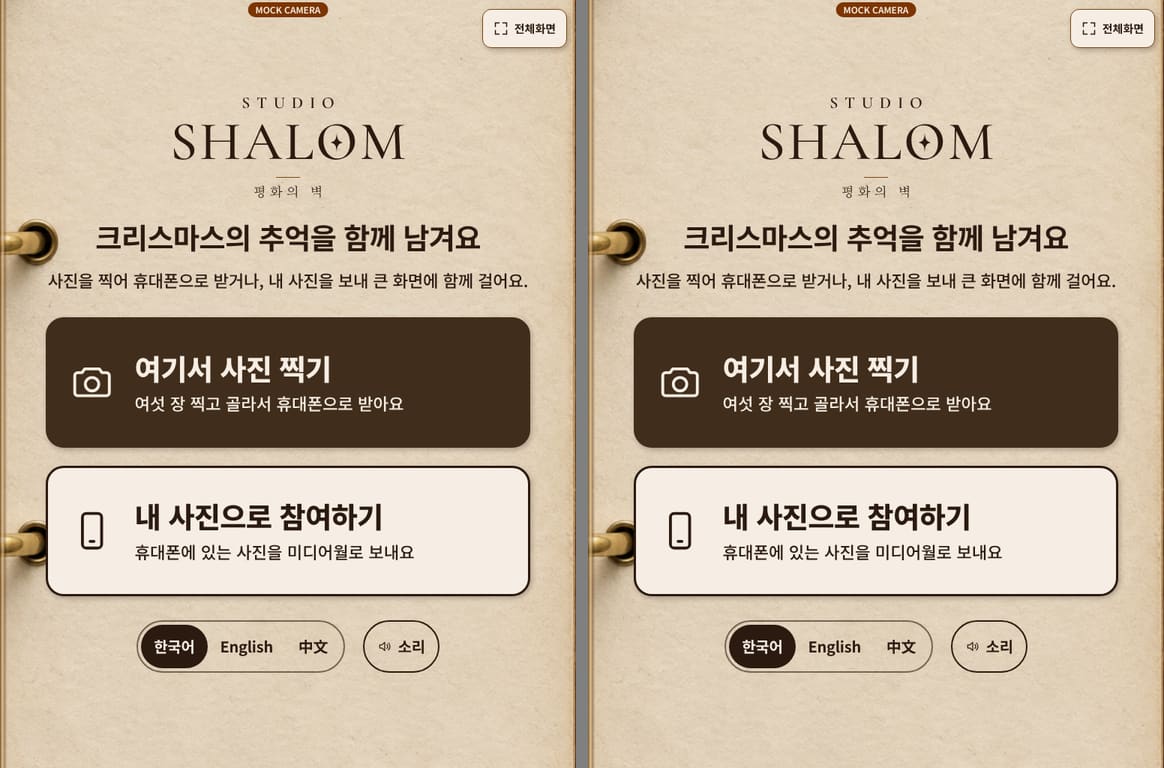 MOCK CAMERA
전체화면
STUDIO
SHALOM
평화의 벽
크리스마스의 추억을 함께 남겨요
사진을 찍어 휴대폰으로 받거나, 내 사진을 보내 큰 화면에 함께 걸어요.
여기서 사진 찍기
여섯 장 찍고 골라서 휴대폰으로 받아요
내 사진으로 참여하기
휴대폰에 있는 사진을 미디어월로 보내요
한국어 English 中文 소리
MOCK CAMERA
전체화면
STUDIO
SHALOM
평화의 벽
크리스마스의 추억을 함께 남겨요
사진을 찍어 휴대폰으로 받거나, 내 사진을 보내 큰 화면에 함께 걸어요.
여기서 사진 찍기
여섯 장 찍고 골라서 휴대폰으로 받아요
내 사진으로 참여하기
휴대폰에 있는 사진을 미디어월로 보내요
한국어 English 中文 소리